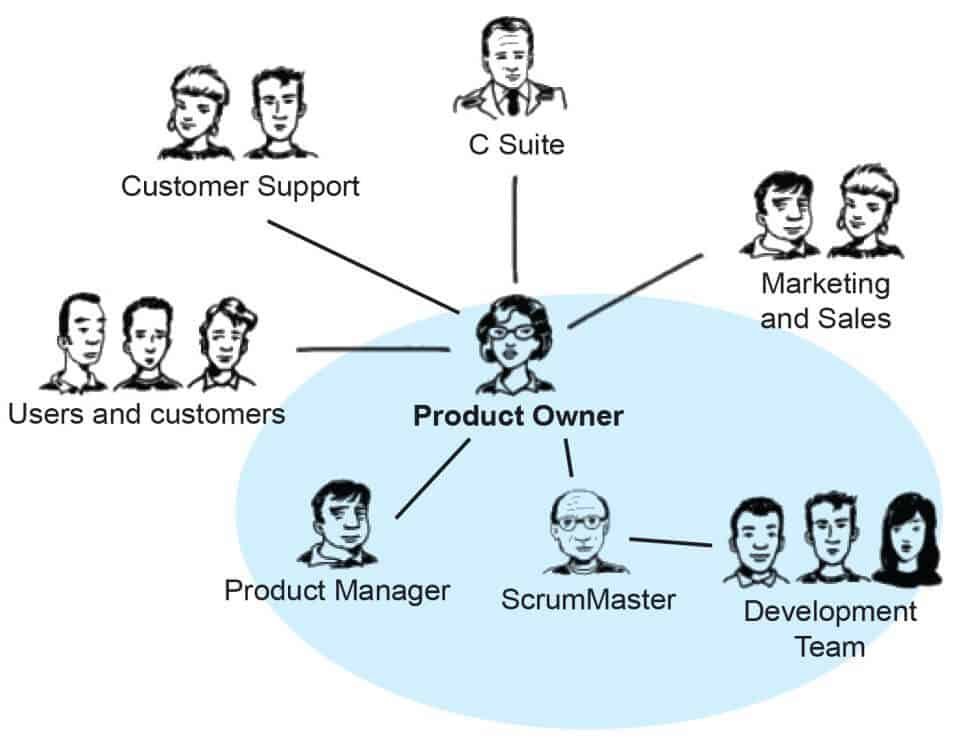 C Suite
Customer Support
Marketing
and Sales
Users and customers
Product Owner
Product Manager
ScrumMaster
Development
Team